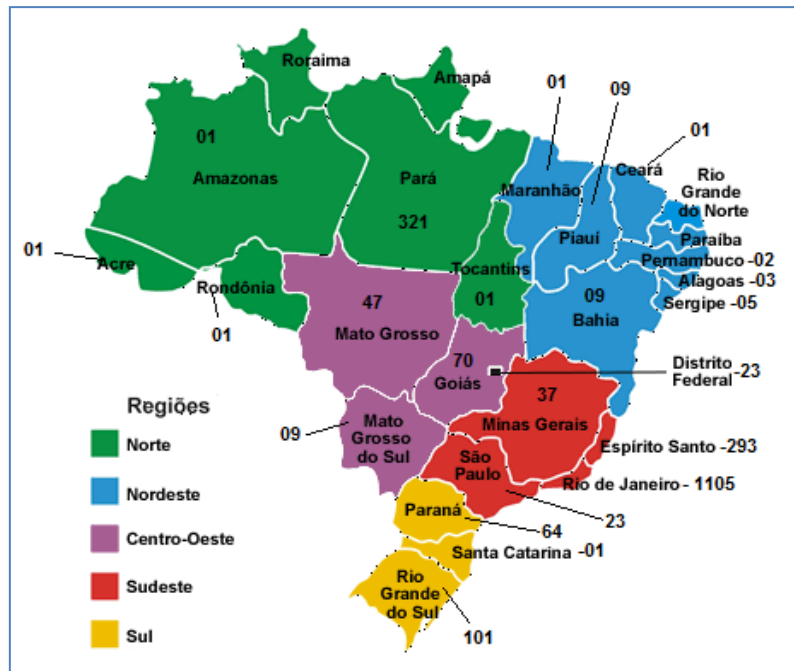 Roraima
Amapá
01
09
01
01
Amazonas
Pará
321
Maranhão
Ceará
Rio
Grande
do Norte
Piauí
Paraíba
Pernambuco -02
Alagoas -03
Sergipe -05
01
Acre
Rondônia
01
Tocantins
01
09
Bahia
47
Mato Grosso
70
Goiás
Distrito
Federal -23
37
Minas Gerais
09
Mato
Grosso
do Sul
Espírito Santo -293
São
Paulo
Rio de Janeiro - 1105
23
Paraná
64
Santa Catarina -01
Rio
Grande
do Sul
101
Regiões
Norte
Nordeste
Centro-Oeste
Sudeste
Sul